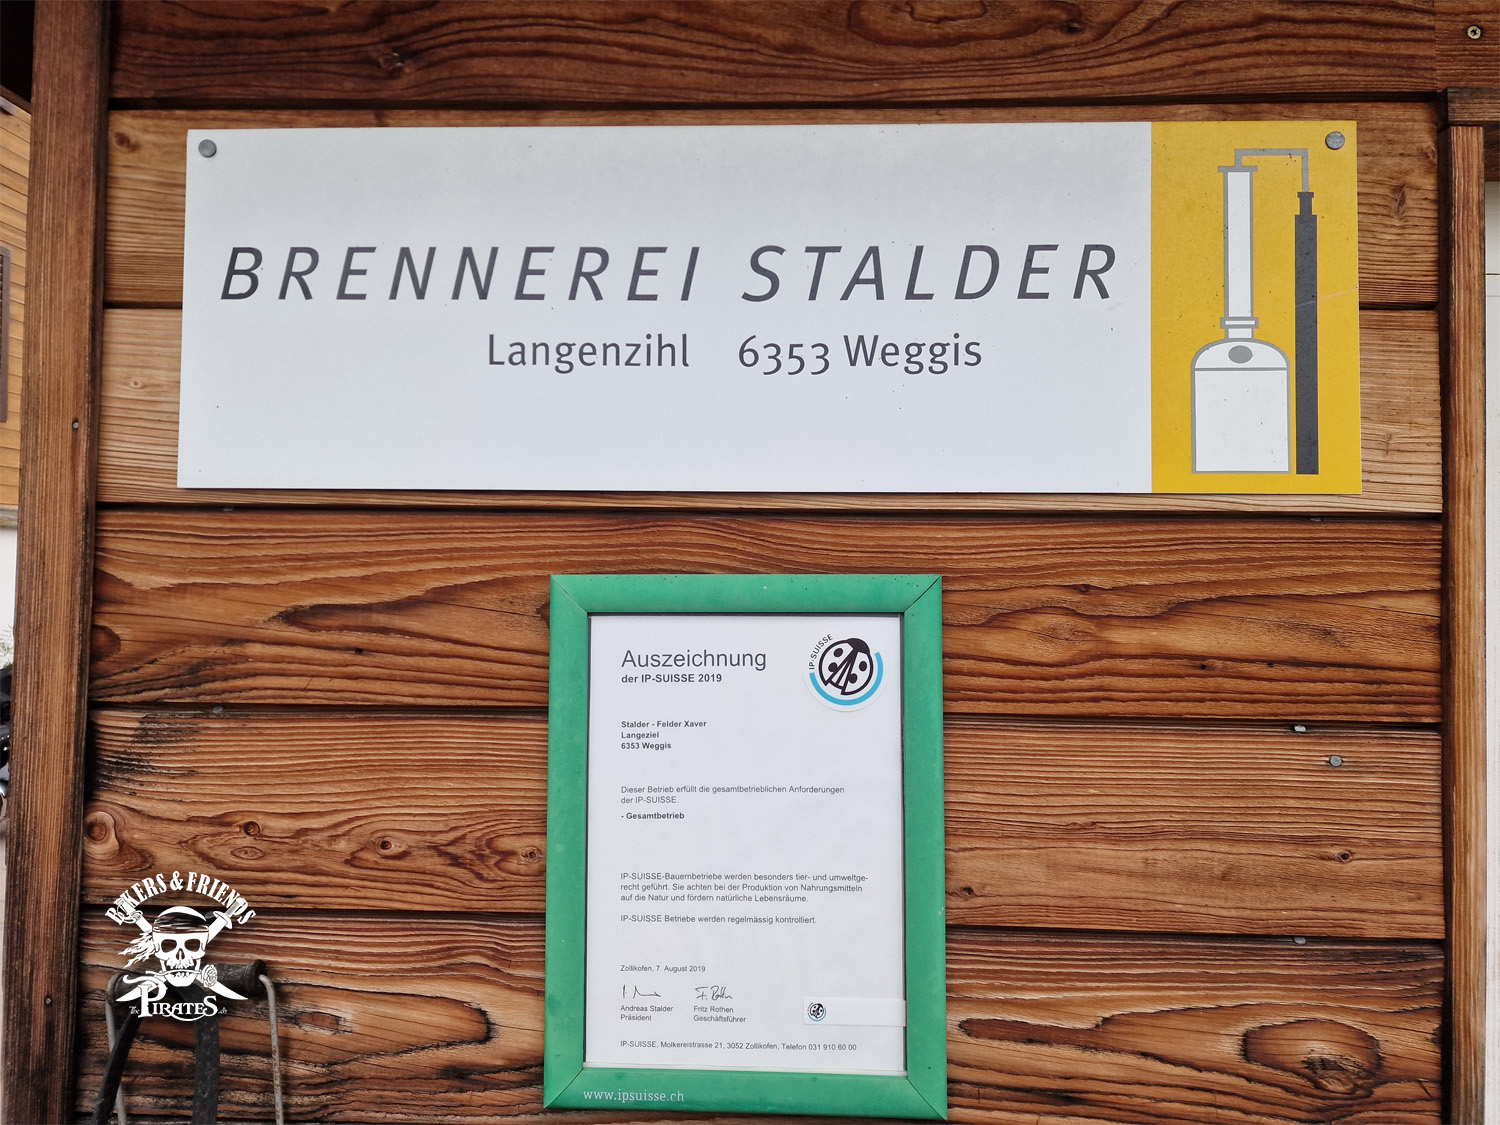 BRENNEREI STALDER
Langenzihl 6353 Weggis
Auszeichnung
der IP-SUISSE 2019
IP-SUISSE
Stalder - Felder Xaver
Langeziel
6353 Weggis
Dieser Betrieb erfüllt die gesamtbetrieblichen Anforderungen
der IP-SUISSE.
- Gesamtbetrieb
IP-SUISSE-Bauernbetriebe werden besonders tier- und umweltge-
recht geführt. Sie achten bei der Produktion von Nahrungsmitteln
auf die Natur und fördern natürliche Lebensräume.
IP-SUISSE Betriebe werden regelmässig kontrolliert.
Zollikofen, 7. August 2019
F. Rothen
Andreas Stalder Fritz Rothen
Präsident Geschäftsführer
IP-SUISSE, Molkereistrasse 21, 3052 Zollikofen, Telefon 031 910 60 00
www.ipsuisse.ch
BIKERS & FRIENDS
The PIRATES.ch